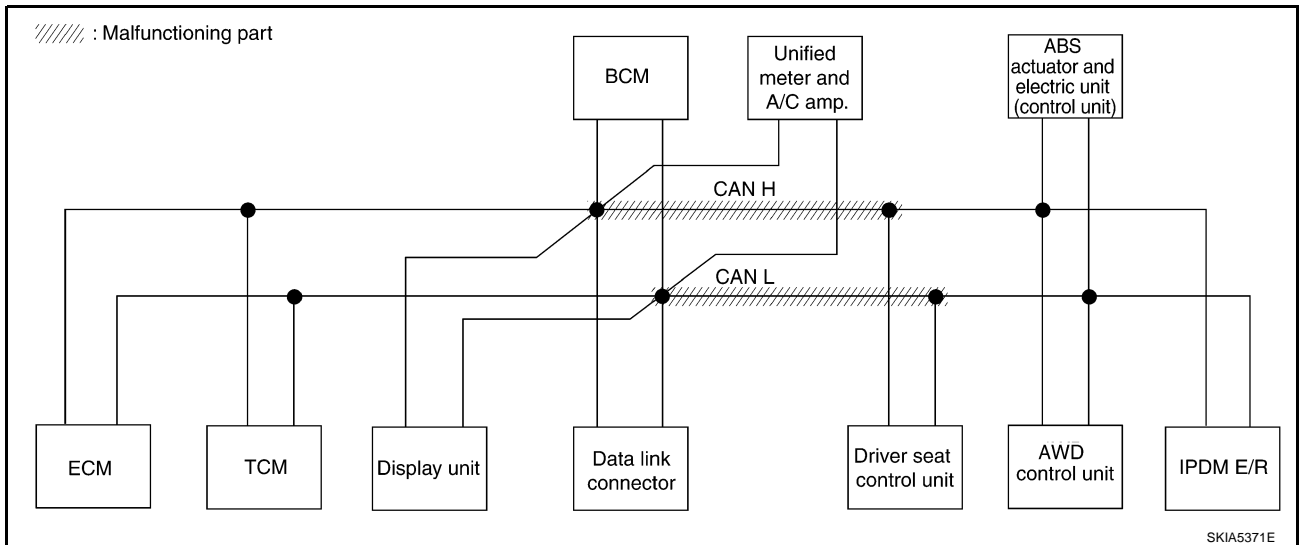 : Malfunctioning part
BCM
Unified
meter and
A/C amp.
ABS
actuator and
electric unit
(control unit)
CAN H
CAN L
ECM
TCM
Display unit
Data link
connector
Driver seat
control unit
AWD
control unit
IPDM E/R
SKIA5371E